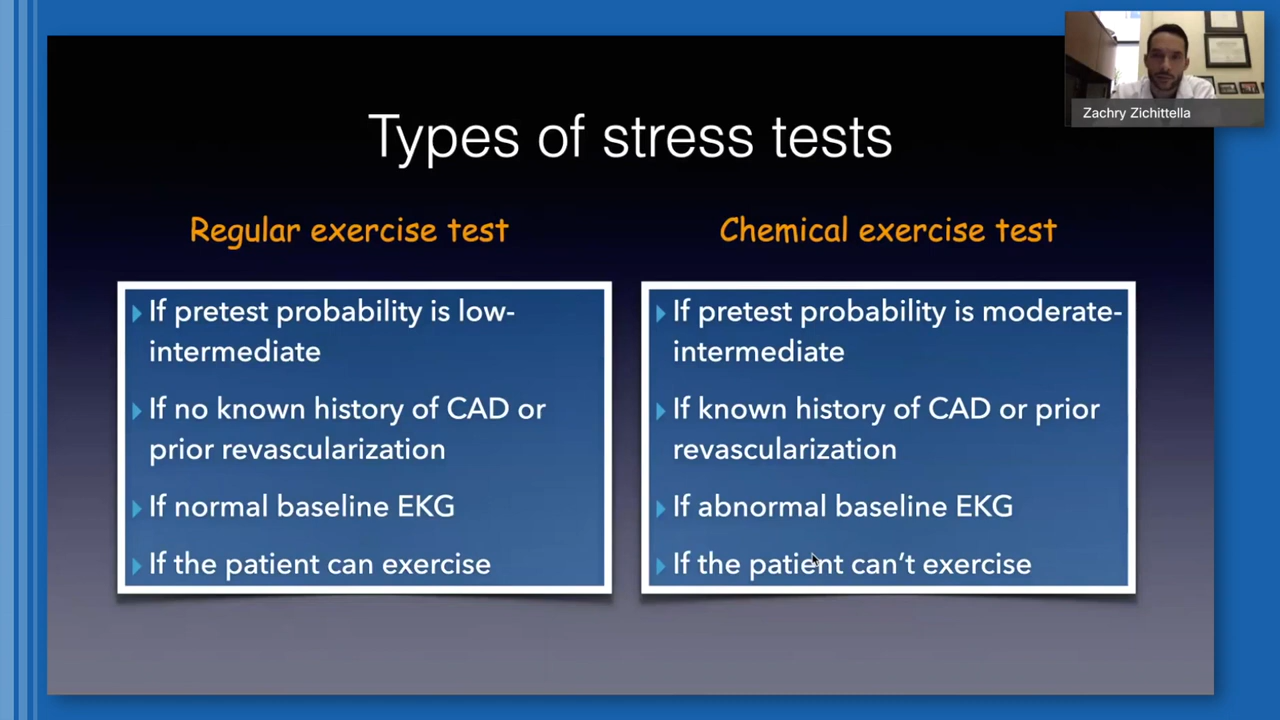 Zachry Zichittella
Types of stress tests
Regular exercise test
If pretest probability is low-
intermediate
If no known history of CAD or
prior revascularization
If normal baseline EKG
If the patient can exercise
Chemical exercise test
If pretest probability is moderate-
intermediate
If known history of CAD or prior
revascularization
If abnormal baseline EKG
If the patient can’t exercise